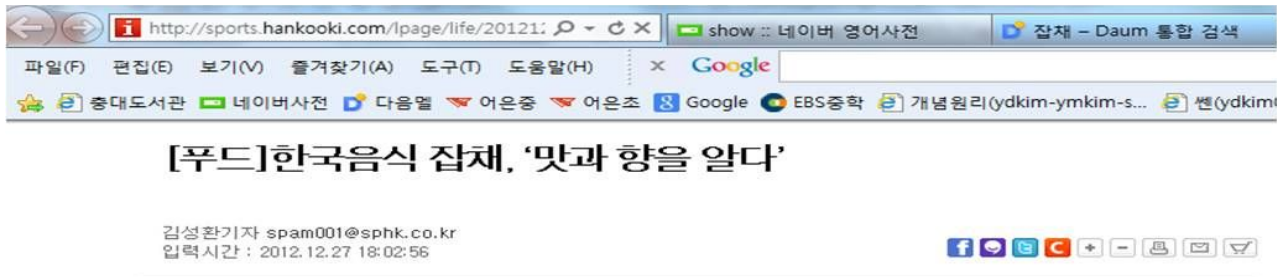 http://sports.hankooki.com/lpage/life/20121: show :: 네이버 영어사전 잡채 – Daum 통합 검색
파일(F) 편집(E) 보기(V) 즐겨찾기(A) 도구(T) 도움말(H) x Google
충대도서관 네이버사전 다음멜 어은중 어은초 Google EBS중학 개념원리(ydkim-ymkim-s... 쎈(ydkim
[푸드]한국음식 잡채, ‘맛과 향을 알다’
김성환기자 spam001@sphk.co.kr
입력시간 : 2012.12.27 18:02:56